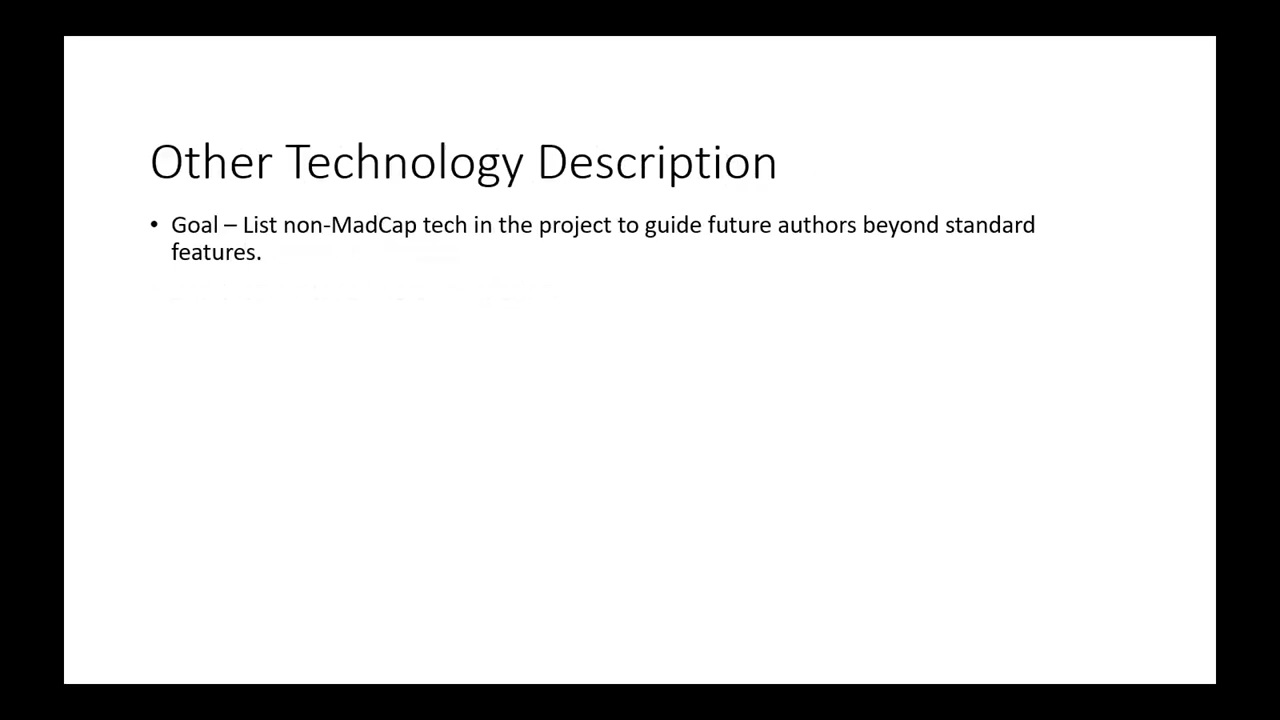 Other Technology Description
• Goal – List non-MadCap tech in the project to guide future authors beyond standard
features.